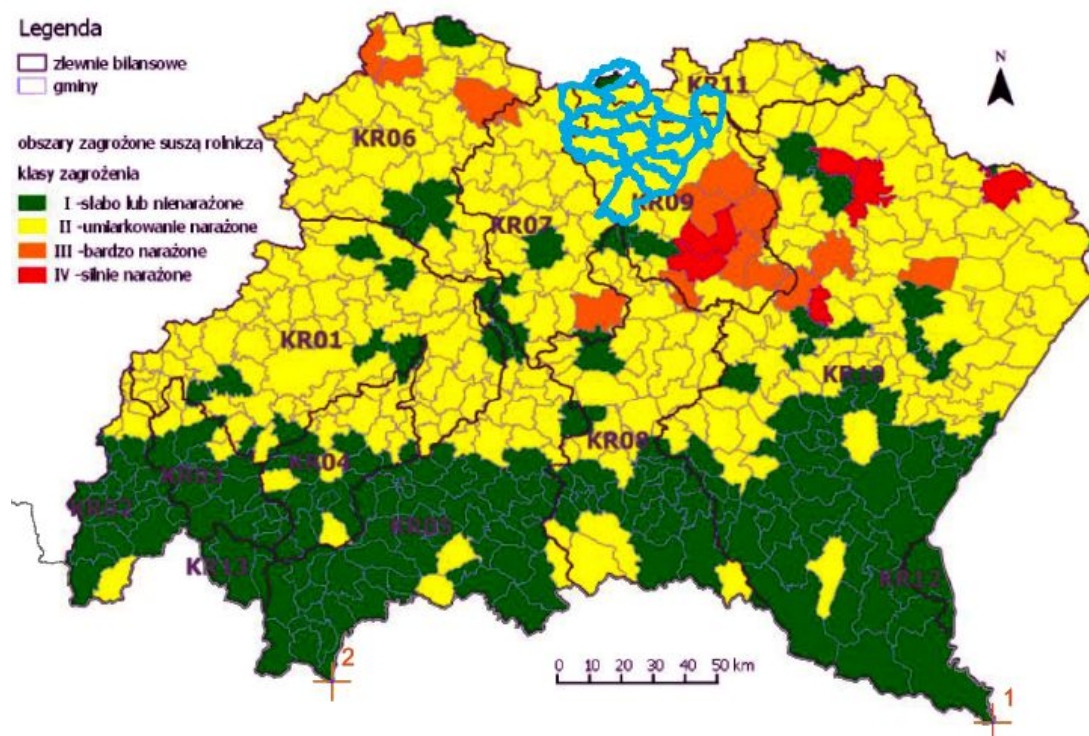 Legenda
zlewnie bilansowe
gminy
obszary zagrożone suszą rolniczą
klasy zagrożenia
I -słabo lub nienarażone
II -umiarkowanie narażone
III -bardzo narażone
IV -silnie narażone
N
KR11
KR06
KR09
KR07
KR01
KR10
KR08
KR04
KR03
KR02
KR05
KR13
KR12
2
0 10 20 30 40 50 km
1